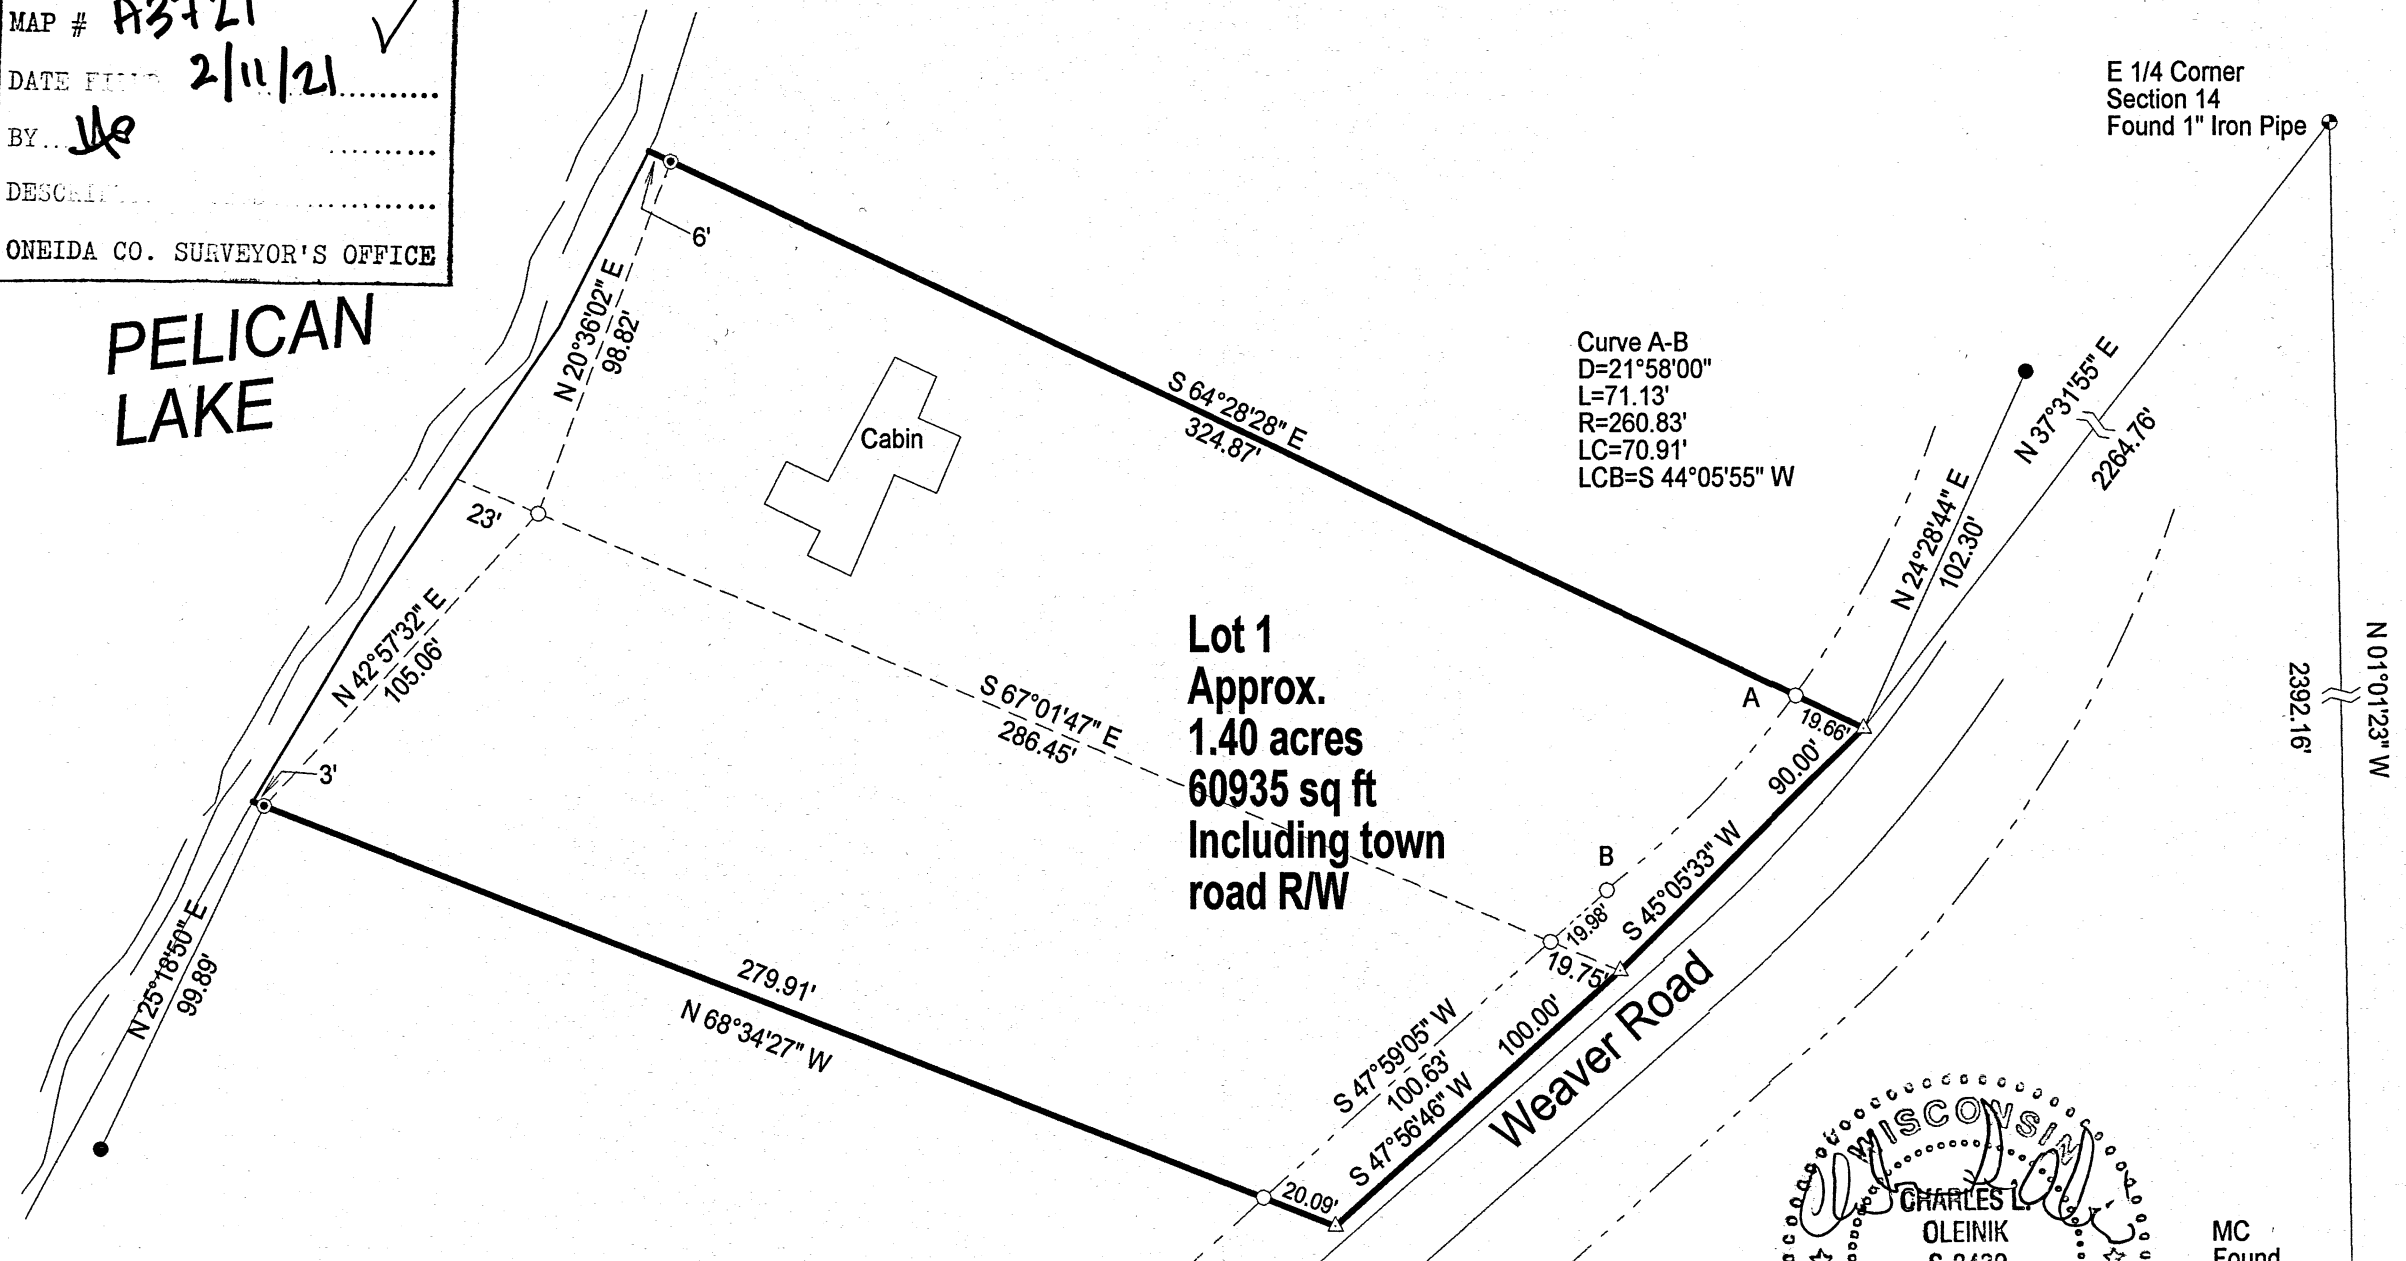 MAP # A3721
DATE 2/11/21
BY...
ONEIDA CO. SURVEYOR'S OFFICE
PELICAN
LAKE
E 1/4 Corner
Section 14
Found 1" Iron Pipe
6'
N 20°36'02" E
98.82'
Cabin
S 64°28'28" E
324.87'
Curve A-B
D=21°58'00"
L=71.13'
R=260.83'
LC=70.91'
LCB=S 44°05'55" W
N 37°31'55" E
2264.76'
N 24°28'44" E
102.30'
23'
N 42°57'32" E
105.06'
S 67°01'47" E
286.45'
Lot 1
Approx.
1.40 acres
60935 sq ft
Including town
road R/W
A
19.66'
90.00'
N 01°01'23" W
2392.16'
3'
B
19.98'
S 45°05'33" W
19.75'
N 25°18'50" E
99.89'
279.91'
N 68°34'27" W
S 47°59'05" W
100.63'
100.00'
S 47°56'46" W
Weaver Road
20.09'
WISCONSIN
CHARLES L.
OLEINIK
MC
Found